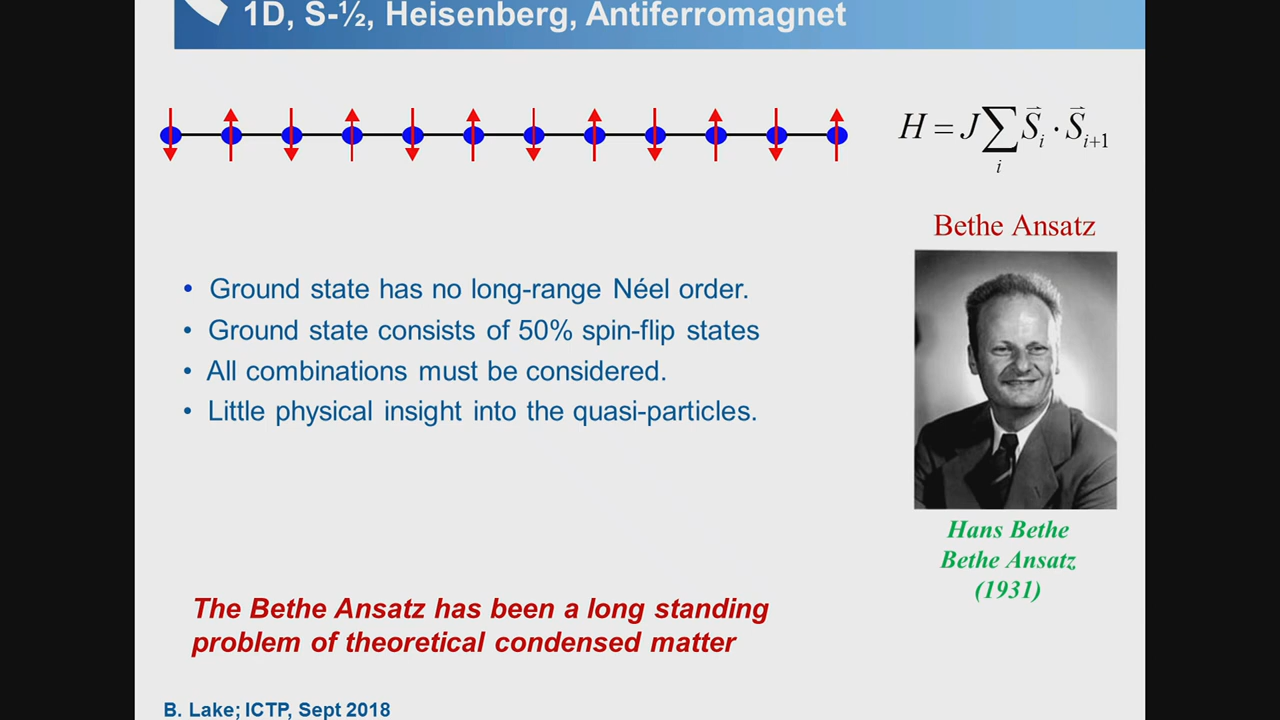 1D, S-½, Heisenberg, Antiferromagnet
H = J∑ S⃗i · S⃗i+1
i
Bethe Ansatz
• Ground state has no long-range Néel order.
• Ground state consists of 50% spin-flip states
• All combinations must be considered.
• Little physical insight into the quasi-particles.
Hans Bethe
Bethe Ansatz
(1931)
The Bethe Ansatz has been a long standing
problem of theoretical condensed matter
B. Lake; ICTP, Sept 2018